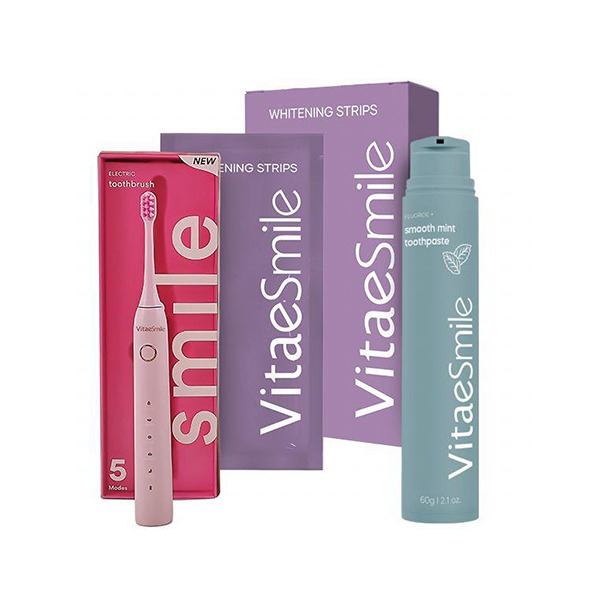 NEW
ELECTRIC
toothbrush
smile
VitaeSmile
5
Modes
ENING STRIPS
VitaeSmile
WHITENING STRIPS
VitaeSmile
smooth mint
toothpaste
VitaeSmile
60g | 2.1 oz.